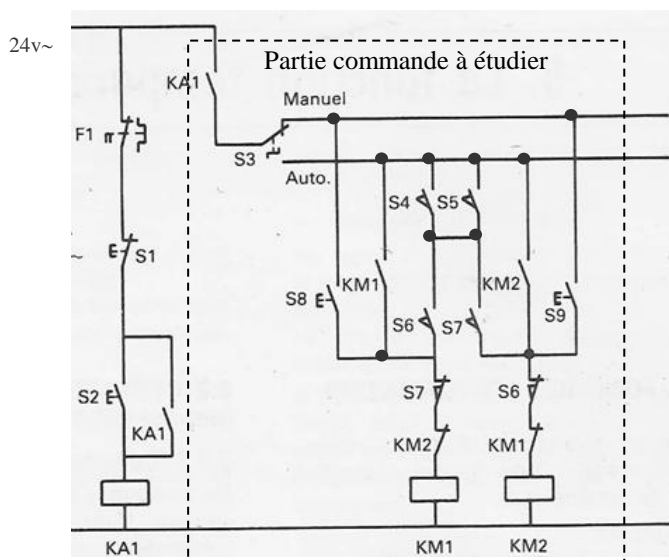 24v~
Partie commande à étudier
KA1
Manuel
F1
S3
Auto.
S4
S5
~
S1
S8
KM1
KM2
S9
S6
S7
S2
KA1
S7
S6
KM2
KM1
KA1
KM1
KM2